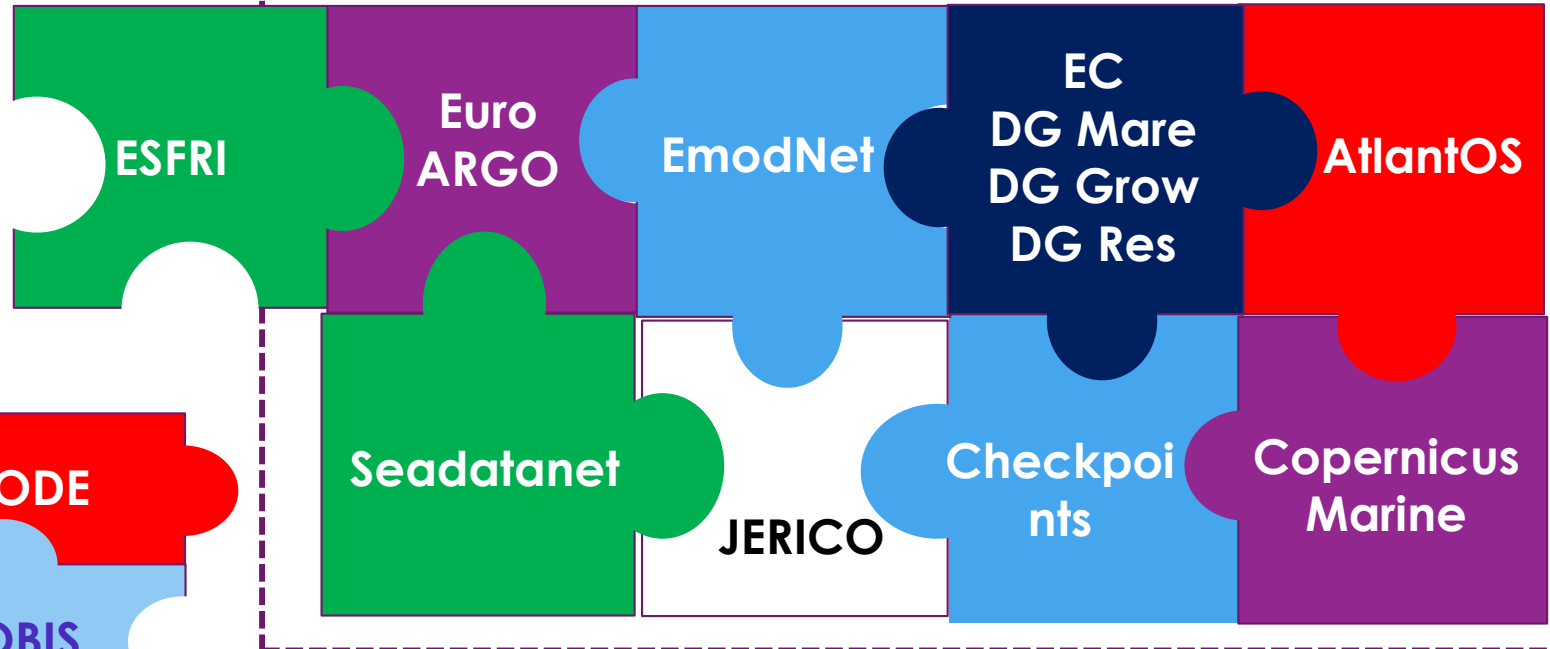 ESFRI
Euro
ARGO
EmodNet
EC
DG Mare
DG Grow
DG Res
AtlantOS
Seadatanet
JERICO
Checkpoi
nts
Copernicus
Marine
ODE
OBIS